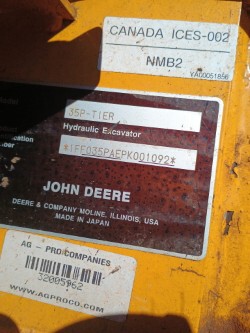 CANADA ICES-002
NMB2
YA00051856
35P-TIER
Hydraulic Excavator
*1FF035PAEPK001092*
JOHN DEERE
DEERE & COMPANY MOLINE, ILLINOIS, USA
MADE IN JAPAN
AG - PRO COMPANIES
32005962
WWW.AGPROCO.COM